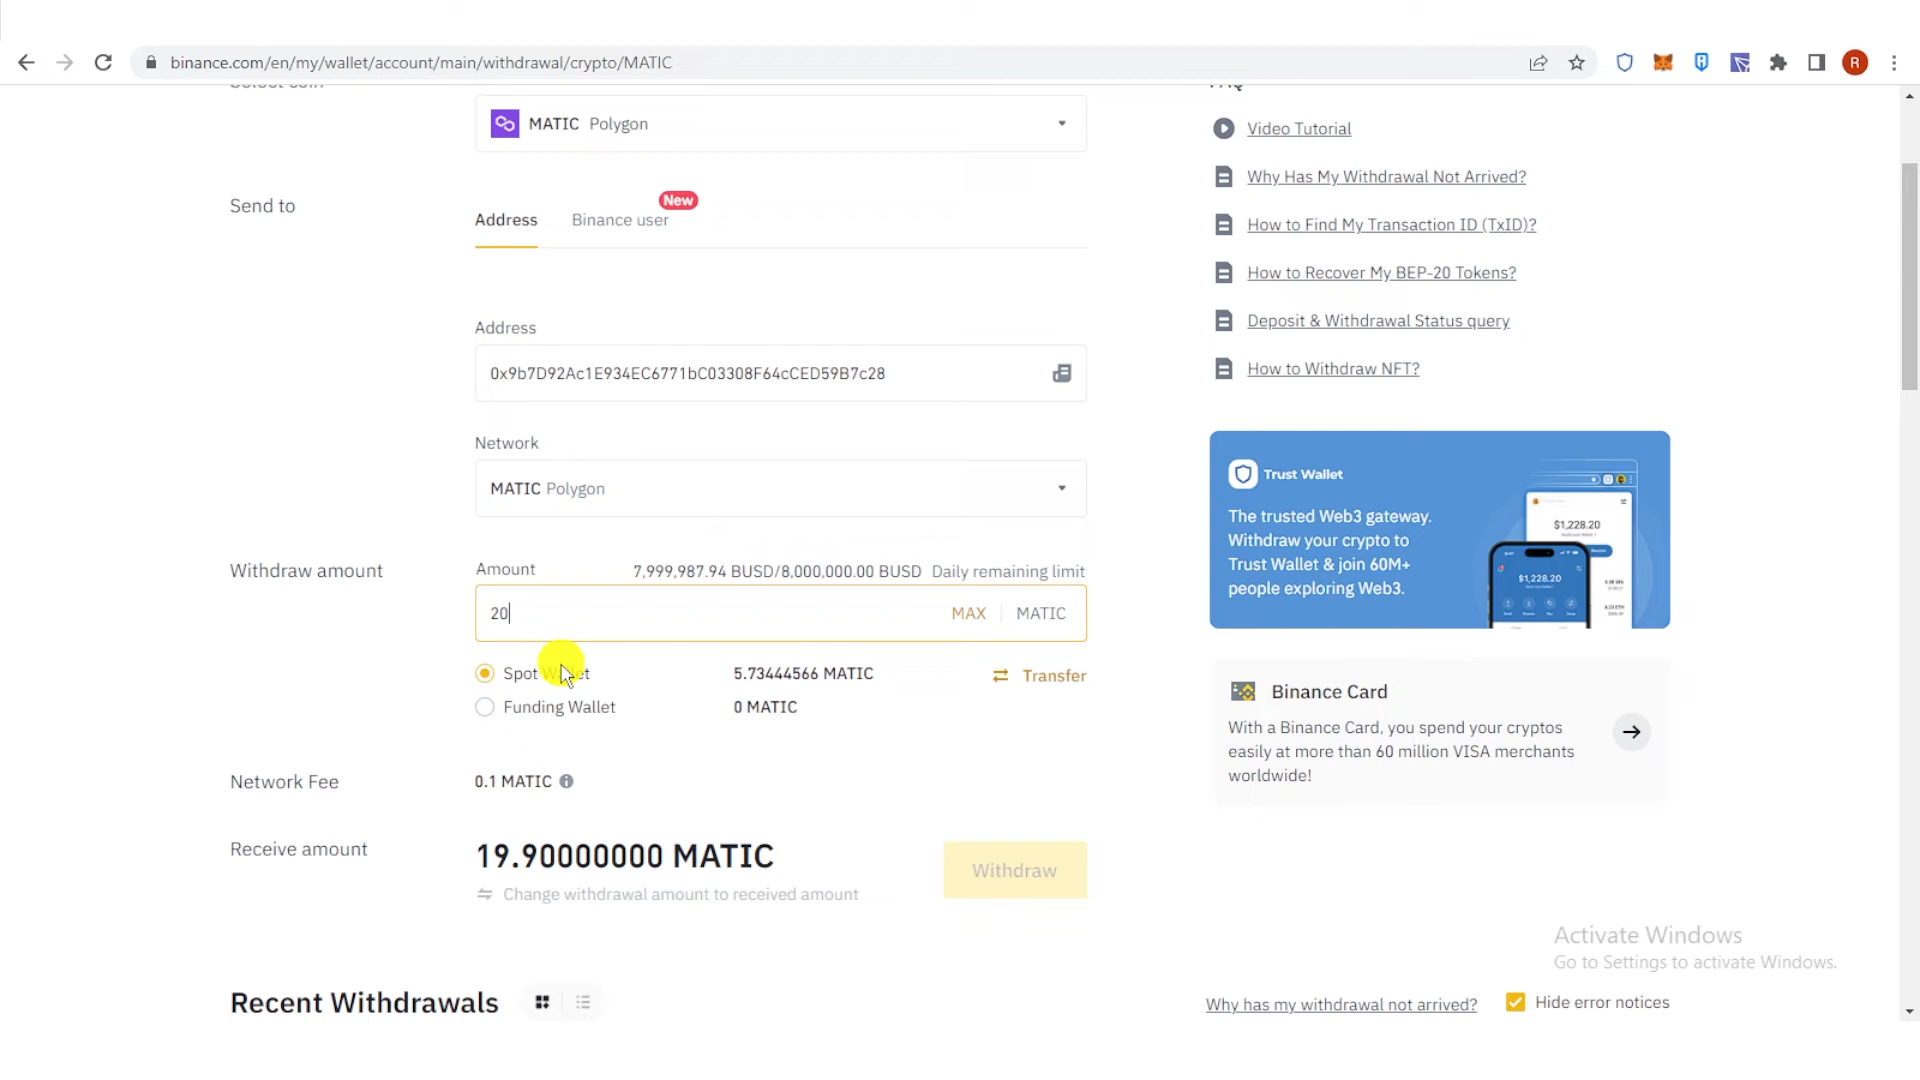 binance.com/en/my/wallet/account/main/withdrawal/crypto/MATIC
R
Select coin
FAQ
MATIC Polygon
Video Tutorial
Why Has My Withdrawal Not Arrived?
Send to
New
Address
Binance user
How to Find My Transaction ID (TxID)?
How to Recover My BEP-20 Tokens?
Deposit & Withdrawal Status query
How to Withdraw NFT?
Address
0x9b7D92Ac1E934EC6771bC03308F64cCED59B7c28
Network
MATIC Polygon
Trust Wallet
The trusted Web3 gateway.
Withdraw your crypto to
Trust Wallet & join 60M+
people exploring Web3.
$1,228.20
$1,228.20
Withdraw amount
Amount
7,999,987.94 BUSD/8,000,000.00 BUSD Daily remaining limit
20
MAX
MATIC
Spot Wallet
5.73444566 MATIC
Transfer
Funding Wallet
0 MATIC
Binance Card
With a Binance Card, you spend your cryptos
easily at more than 60 million VISA merchants
worldwide!
Network Fee
0.1 MATIC
Receive amount
19.90000000 MATIC
Change withdrawal amount to received amount
Withdraw
Activate Windows
Go to Settings to activate Windows.
Recent Withdrawals
Why has my withdrawal not arrived?
Hide error notices